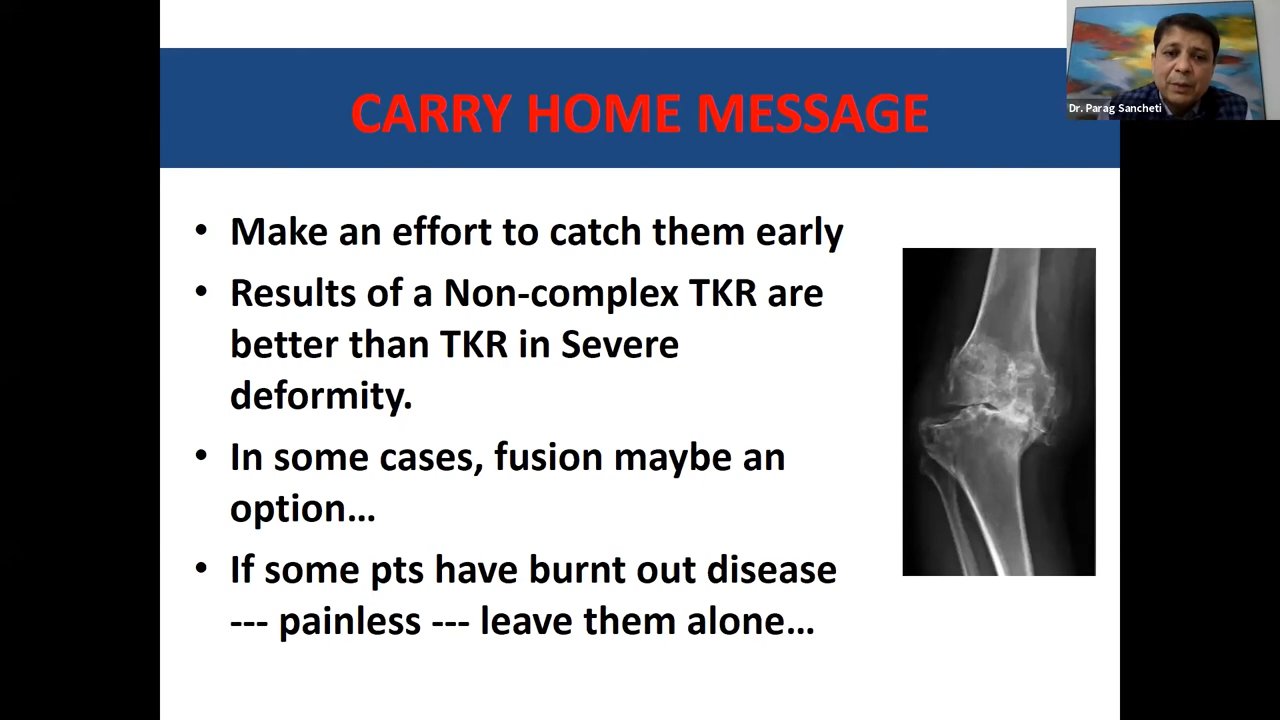 CARRY HOME MESSAGE
Dr. Parag Sancheti
• Make an effort to catch them early
• Results of a Non-complex TKR are
better than TKR in Severe
deformity.
• In some cases, fusion maybe an
option...
• If some pts have burnt out disease
--- painless --- leave them alone...